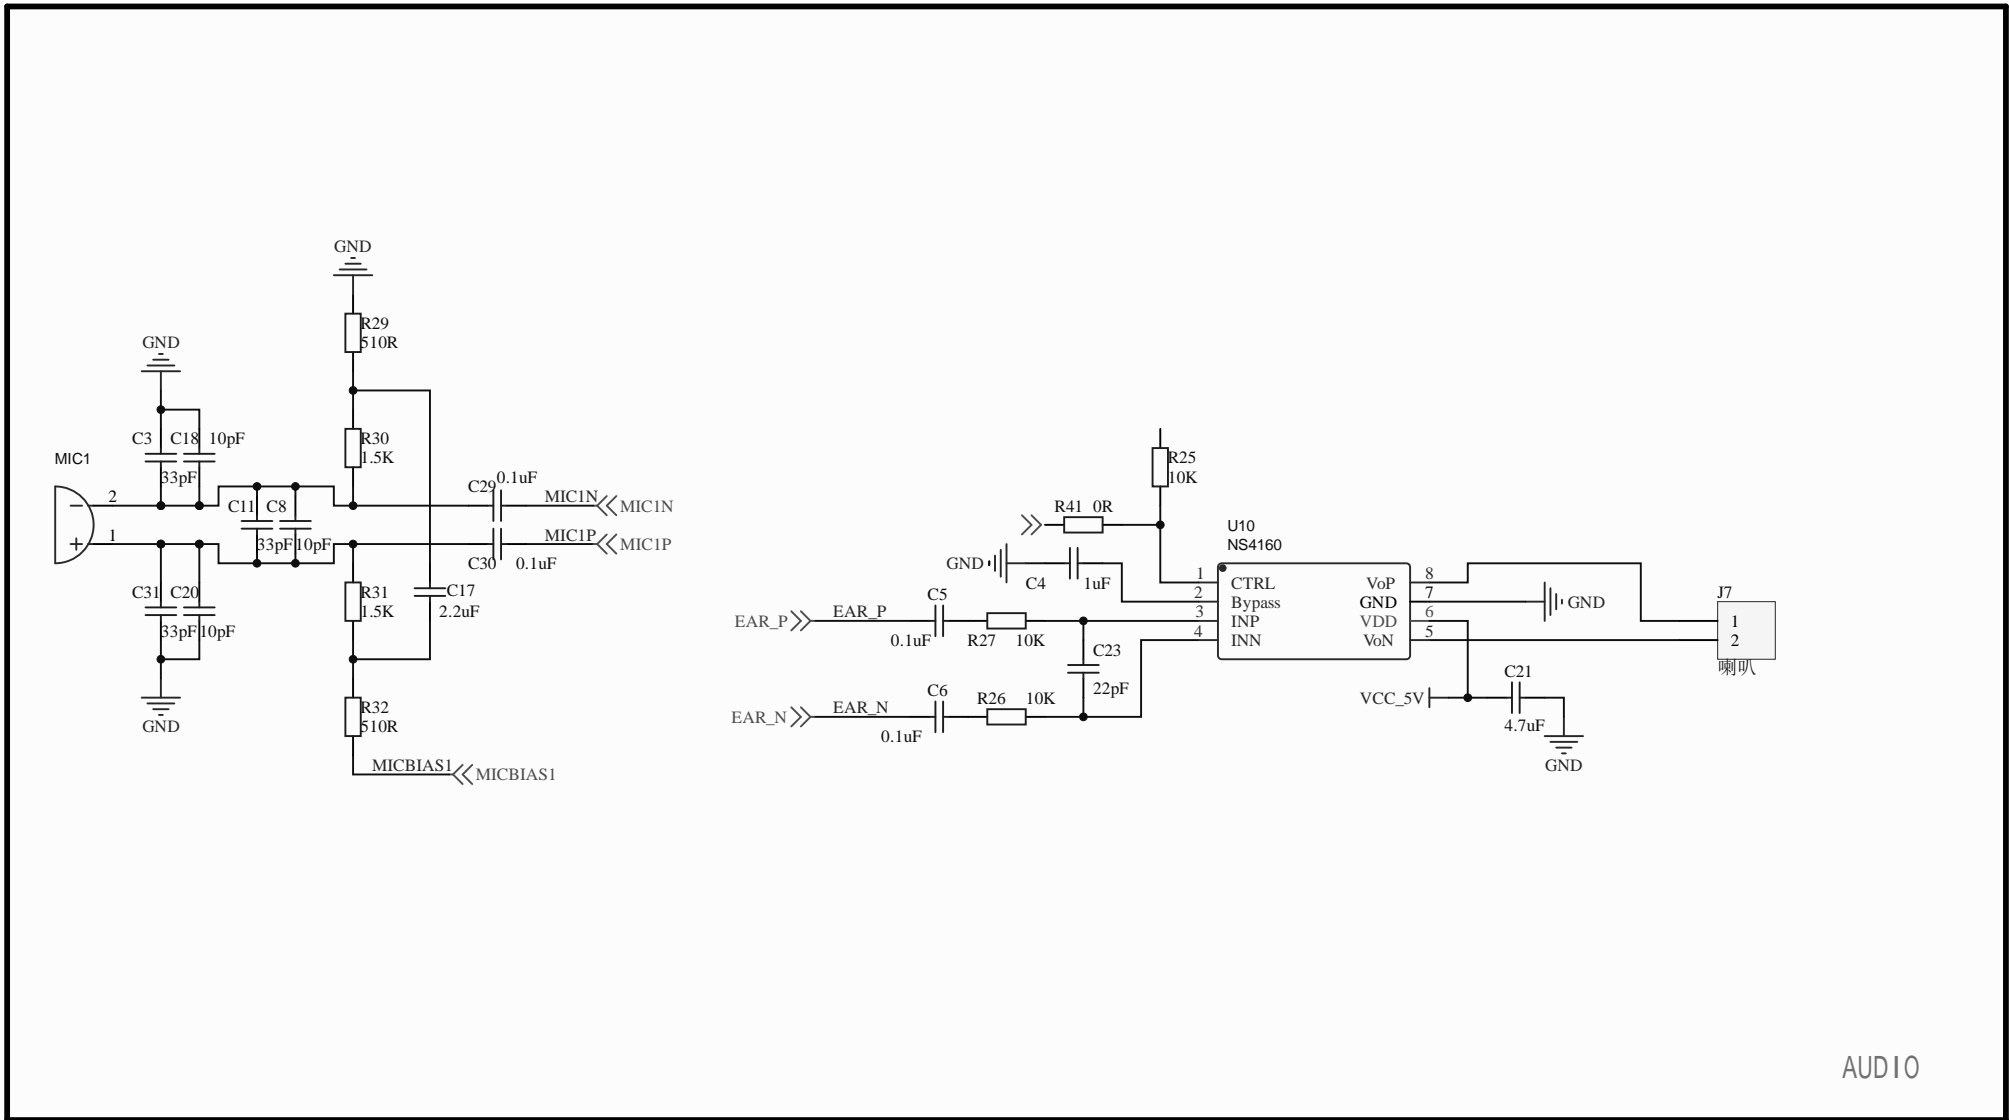 GND
R29
510R
GND
R30
1.5K
C3 C18 10pF
33pF
MIC1
2
1
C11 C8
33pF 10pF
C29 0.1uF
MIC1N MIC1N
MIC1P MIC1P
C30 0.1uF
C31 C20
33pF 10pF
R31
1.5K
C17
2.2uF
GND
R32
510R
MICBIAS1 MICBIAS1
R25
10K
R41 0R
GND
C4 1uF
U10
NS4160
1 CTRL VoP 8
2 Bypass GND 7
3 INP VDD 6
4 INN VoN 5
GND
J7
1
2
喇叭
EAR_P EAR_P
C5
0.1uF
R27 10K
C23
22pF
EAR_N EAR_N
C6
0.1uF
R26 10K
VCC_5V
C21
4.7uF
GND
AUDIO